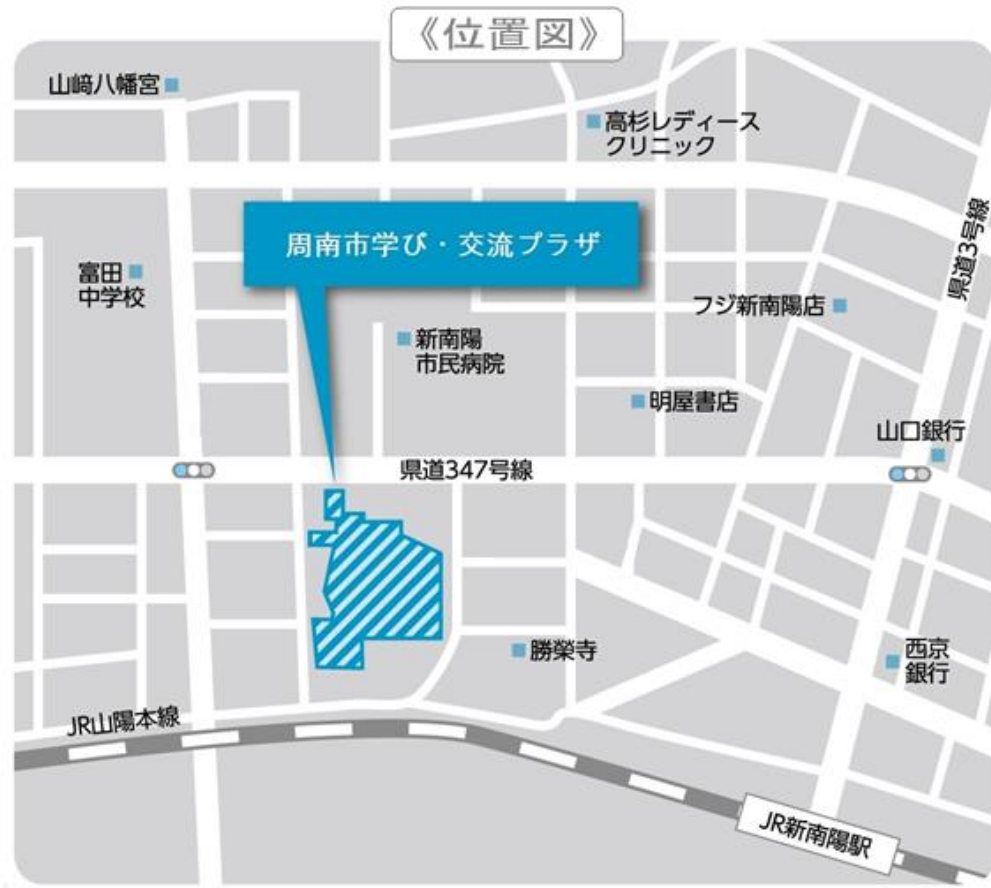 《位置図》
山﨑八幡宮
高杉レディース
クリニック
県道3号線
周南市学び・交流プラザ
富田
中学校
フジ新南陽店
新南陽
市民病院
明屋書店
山口銀行
県道347号線
勝榮寺
西京
銀行
JR山陽本線
JR新南陽駅